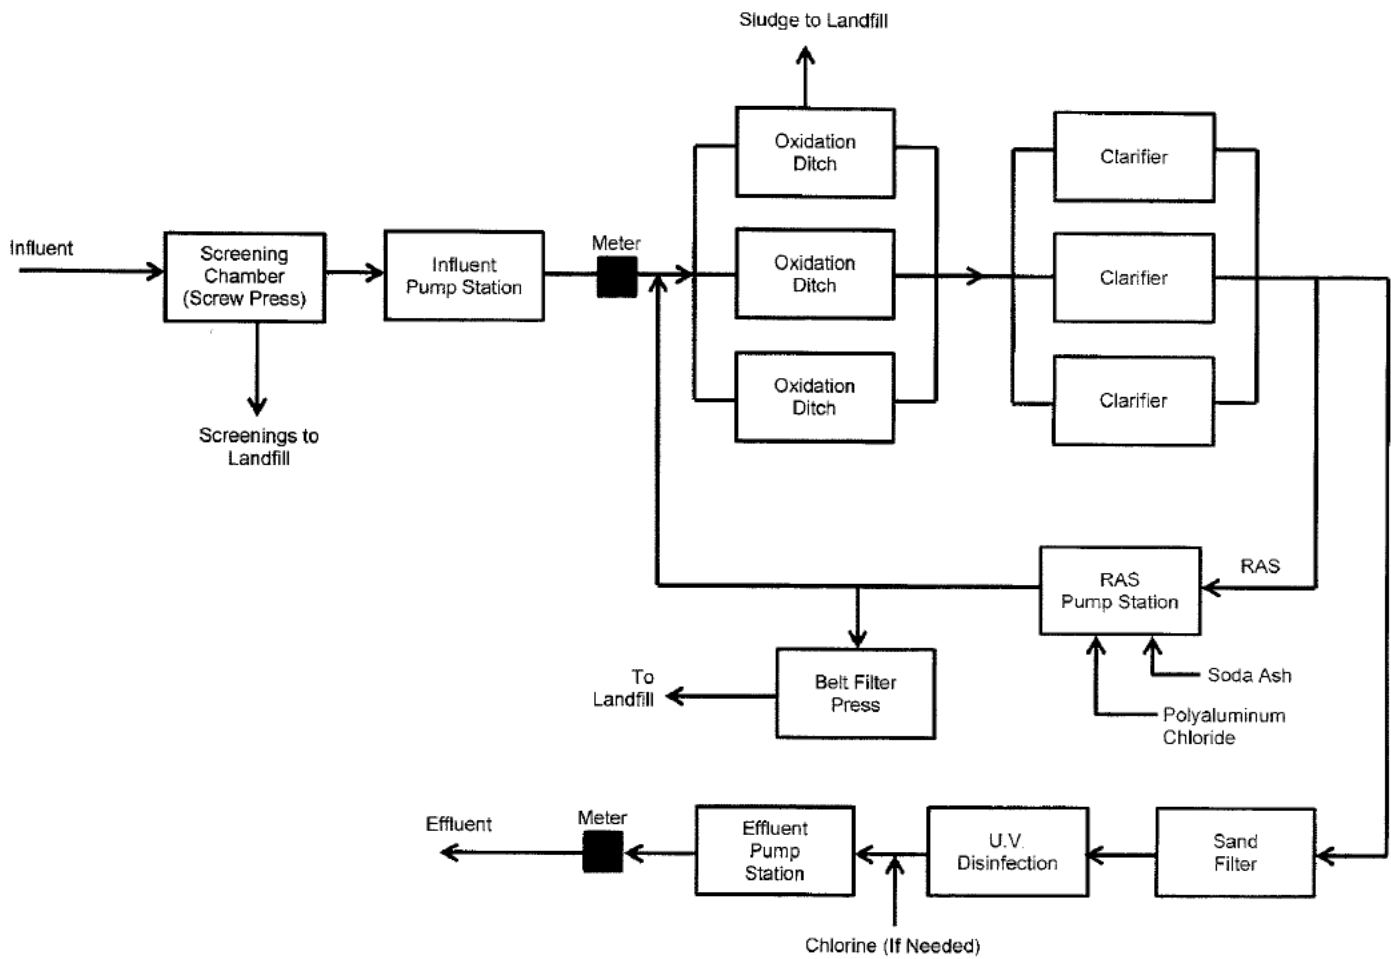 Sludge to Landfill
Oxidation
Ditch
Clarifier
Influent
Screening
Chamber
(Screw Press)
Influent
Pump Station
Meter
Oxidation
Ditch
Clarifier
Oxidation
Ditch
Clarifier
Screenings to
Landfill
RAS
Pump Station
RAS
Soda Ash
Polyaluminum
Chloride
To
Landfill
Belt Filter
Press
Effluent
Meter
Effluent
Pump
Station
U.V.
Disinfection
Sand
Filter
Chlorine (If Needed)